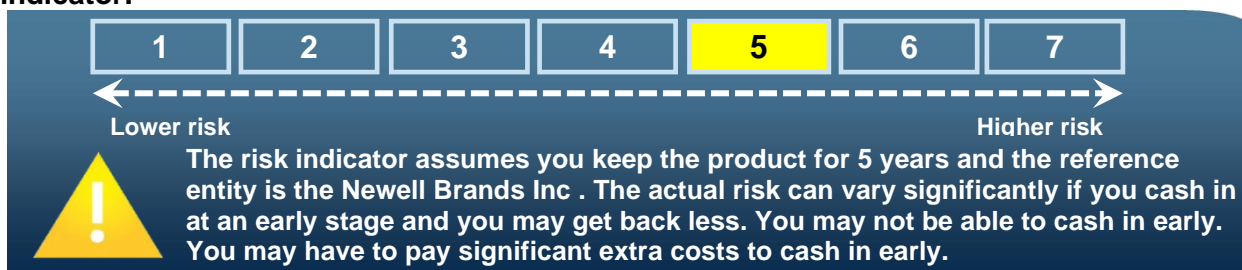 indicator:
1 2 3 4 5 6 7
Lower risk Higher risk
The risk indicator assumes you keep the product for 5 years and the reference
entity is the Newell Brands Inc . The actual risk can vary significantly if you cash in
at an early stage and you may get back less. You may not be able to cash in early.
You may have to pay significant extra costs to cash in early.